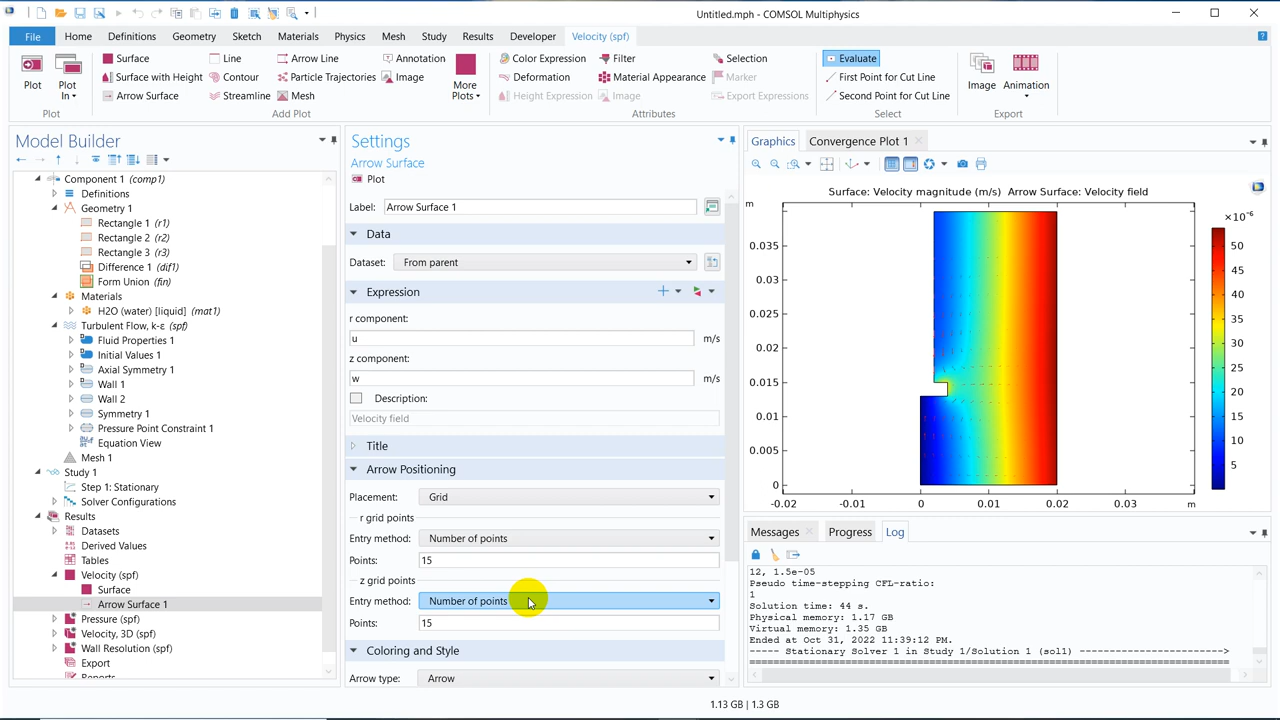 Untitled.mph - COMSOL Multiphysics
File Home Definitions Geometry Sketch Materials Physics Mesh Study Results Developer Velocity (spf)
Plot
Plot In
Plot
Surface
Surface with Height
Arrow Surface
Line
Contour
Streamline
Arrow Line
Particle Trajectories
Mesh
Annotation
Image
More Plots
Add Plot
Color Expression
Deformation
Height Expression
Filter
Material Appearance
Image
Selection
Marker
Export Expressions
Attributes
Evaluate
First Point for Cut Line
Second Point for Cut Line
Select
Image
Animation
Export
Model Builder
Component 1 (comp1)
Definitions
Geometry 1
Rectangle 1 (r1)
Rectangle 2 (r2)
Rectangle 3 (r3)
Difference 1 (dif1)
Form Union (fin)
Materials
H2O (water) [liquid] (mat1)
Turbulent Flow, k-ε (spf)
Fluid Properties 1
Initial Values 1
Axial Symmetry 1
Wall 1
Wall 2
Symmetry 1
Pressure Point Constraint 1
Equation View
Mesh 1
Study 1
Step 1: Stationary
Solver Configurations
Results
Datasets
Derived Values
Tables
Velocity (spf)
Surface
Arrow Surface 1
Pressure (spf)
Velocity, 3D (spf)
Wall Resolution (spf)
Export
Reports
Settings
Arrow Surface
Plot
Label: Arrow Surface 1
Data
Dataset: From parent
Expression
r component:
u m/s
z component:
w m/s
Description:
Velocity field
Title
Arrow Positioning
Placement: Grid
r grid points
Entry method: Number of points
Points: 15
z grid points
Entry method: Number of points
Points: 15
Coloring and Style
Arrow type: Arrow
Graphics Convergence Plot 1
Surface: Velocity magnitude (m/s) Arrow Surface: Velocity field
m
×10⁻⁶
0.035
0.03
0.025
0.02
0.015
0.01
0.005
0
-0.02 -0.01 0 0.01 0.02 0.03 m
50
45
40
35
30
25
20
15
10
5
Messages Progress Log
12, 1.5e-05
Pseudo time-stepping CFL-ratio:
1
Solution time: 44 s.
Physical memory: 1.17 GB
Virtual memory: 1.35 GB
Ended at Oct 31, 2022 11:39:12 PM.
----- Stationary Solver 1 in Study 1/Solution 1 (sol1) ----------------------->
1.13 GB | 1.3 GB